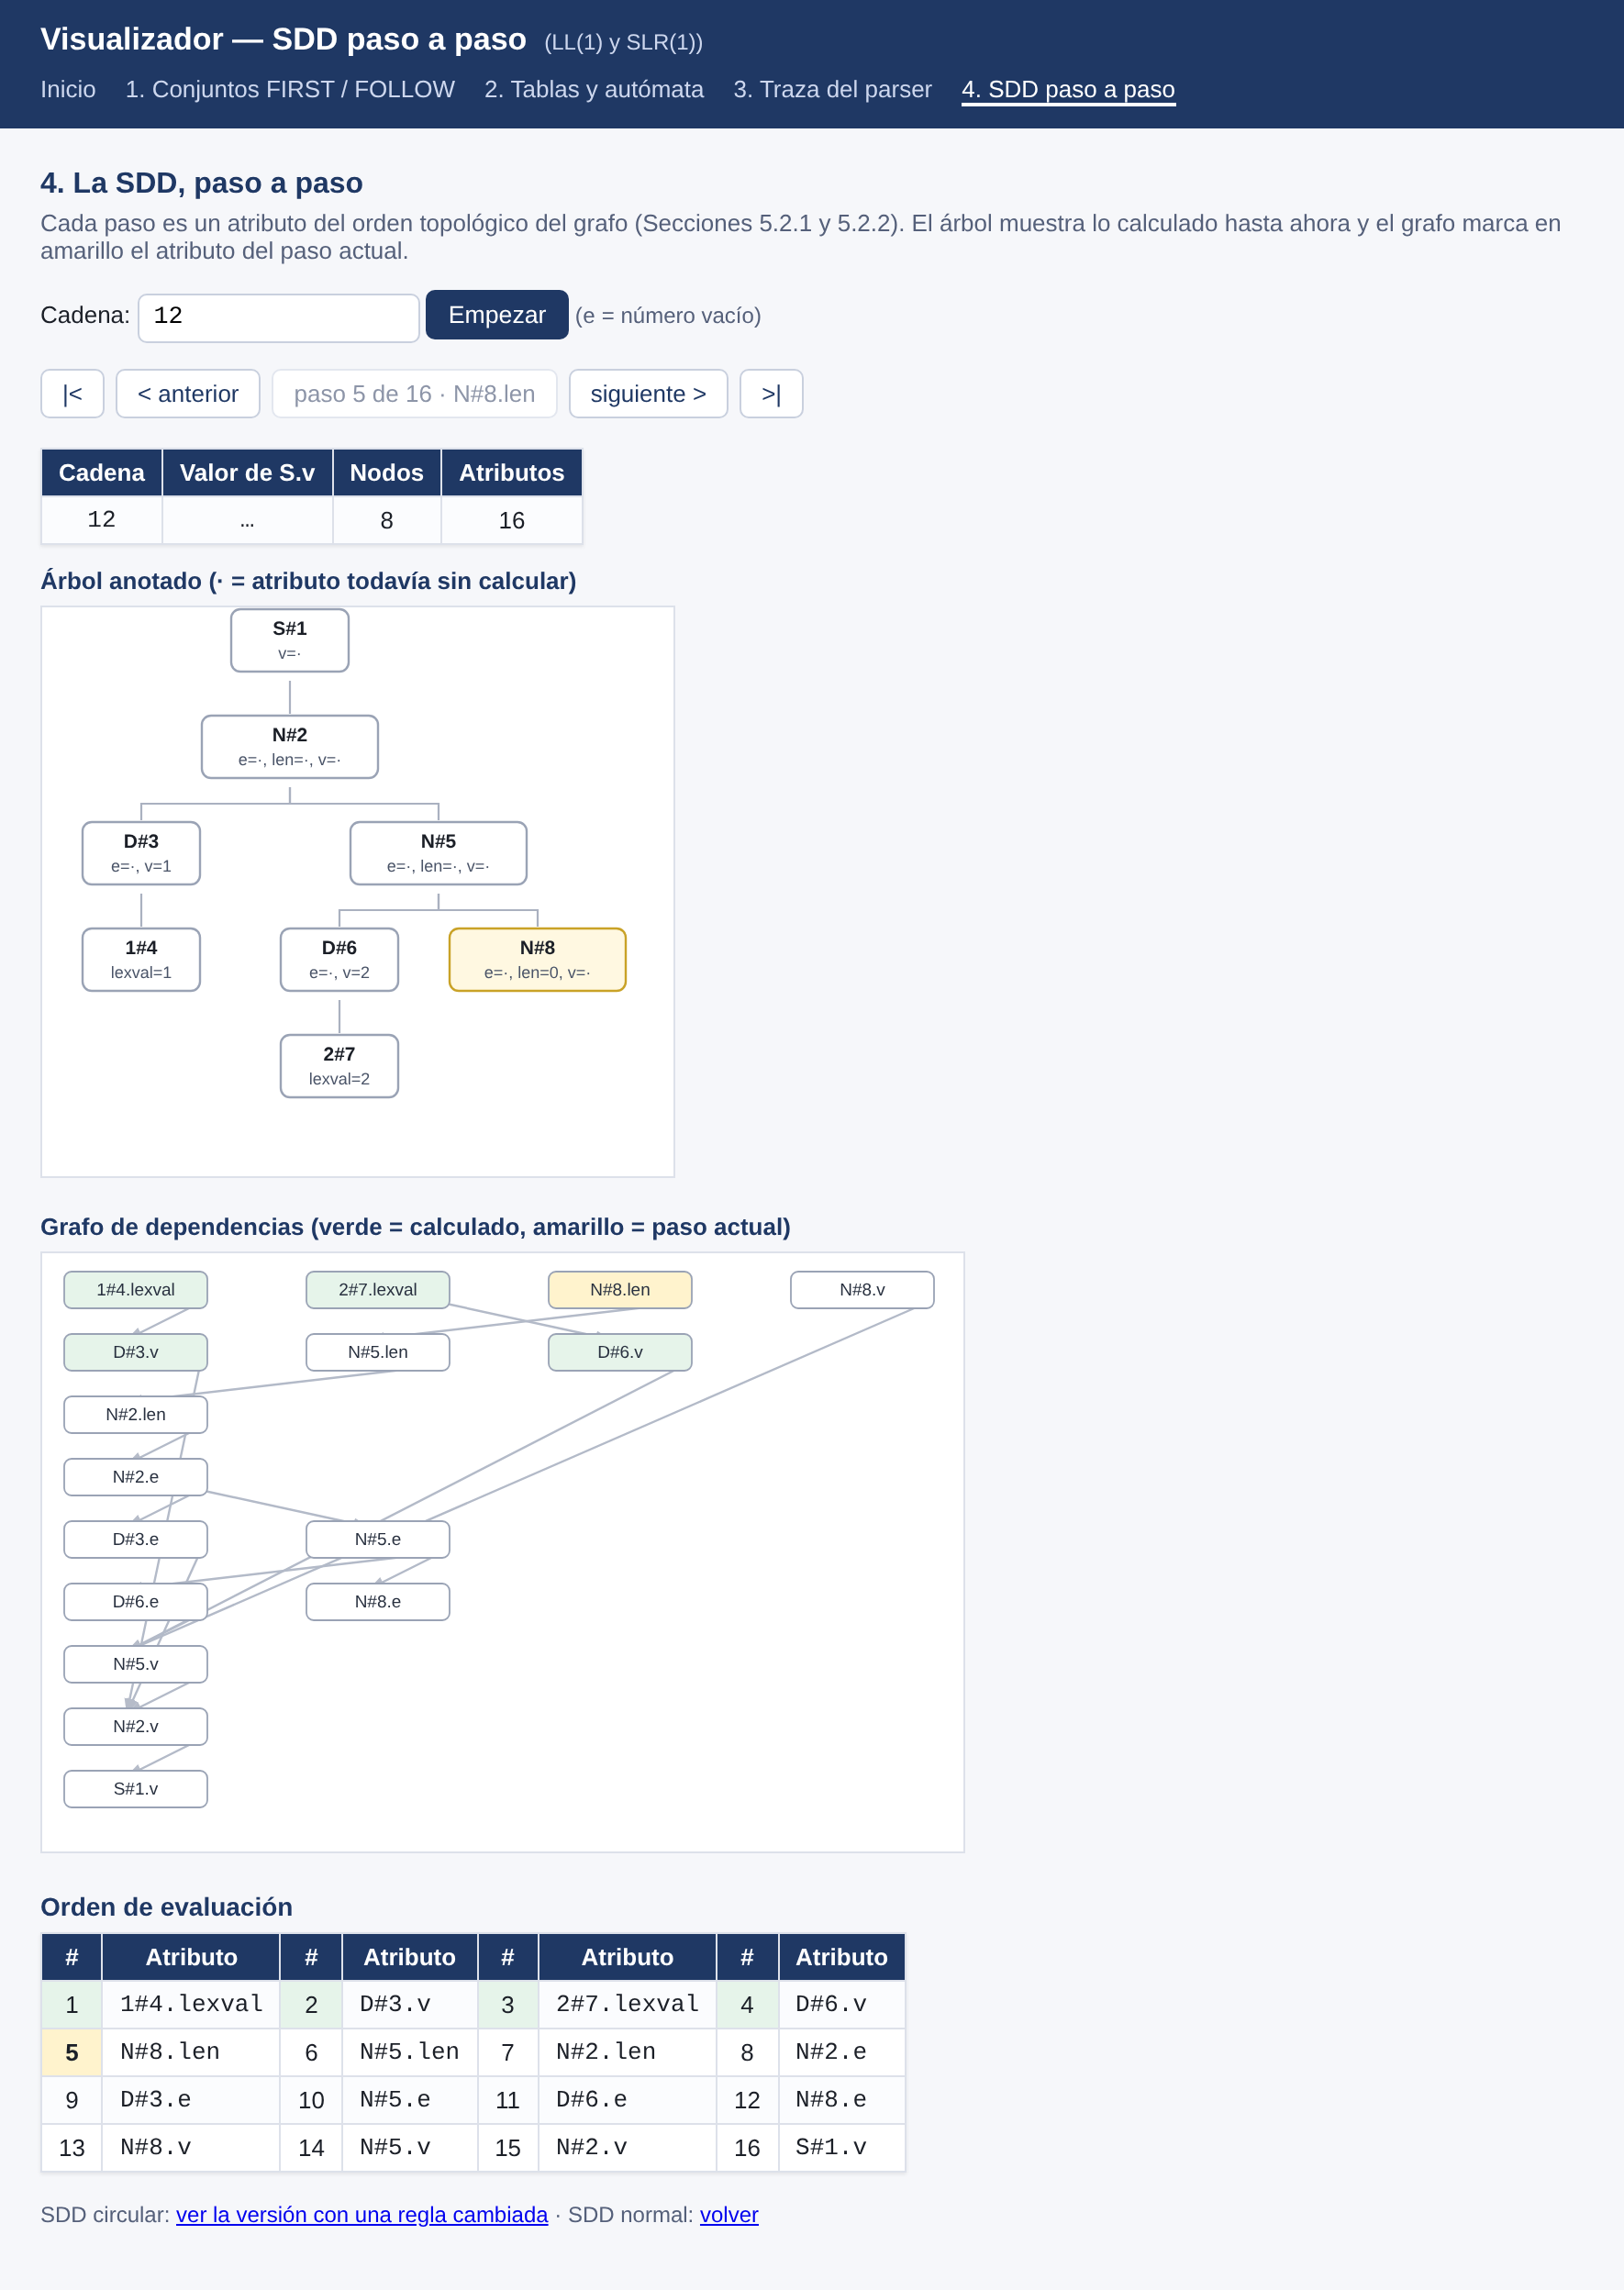 Visualizador — SDD paso a paso (LL(1) y SLR(1))
Inicio 1. Conjuntos FIRST / FOLLOW 2. Tablas y autómata 3. Traza del parser 4. SDD paso a paso
4. La SDD, paso a paso
Cada paso es un atributo del orden topológico del grafo (Secciones 5.2.1 y 5.2.2). El árbol muestra lo calculado hasta ahora y el grafo marca en
amarillo el atributo del paso actual.
Cadena: 12 Empezar (e = número vacío)
|< < anterior paso 5 de 16 · N#8.len siguiente > >|
Cadena Valor de S.v Nodos Atributos
12 … 8 16
Árbol anotado (· = atributo todavía sin calcular)
S#1
v=·
N#2
e=·, len=·, v=·
D#3 N#5
e=·, v=1 e=·, len=·, v=·
1#4 D#6 N#8
lexval=1 e=·, v=2 e=·, len=0, v=·
2#7
lexval=2
Grafo de dependencias (verde = calculado, amarillo = paso actual)
1#4.lexval 2#7.lexval N#8.len N#8.v
D#3.v N#5.len D#6.v
N#2.len
N#2.e
D#3.e N#5.e
D#6.e N#8.e
N#5.v
N#2.v
S#1.v
Orden de evaluación
# Atributo # Atributo # Atributo # Atributo
1 1#4.lexval 2 D#3.v 3 2#7.lexval 4 D#6.v
5 N#8.len 6 N#5.len 7 N#2.len 8 N#2.e
9 D#3.e 10 N#5.e 11 D#6.e 12 N#8.e
13 N#8.v 14 N#5.v 15 N#2.v 16 S#1.v
SDD circular: ver la versión con una regla cambiada · SDD normal: volver